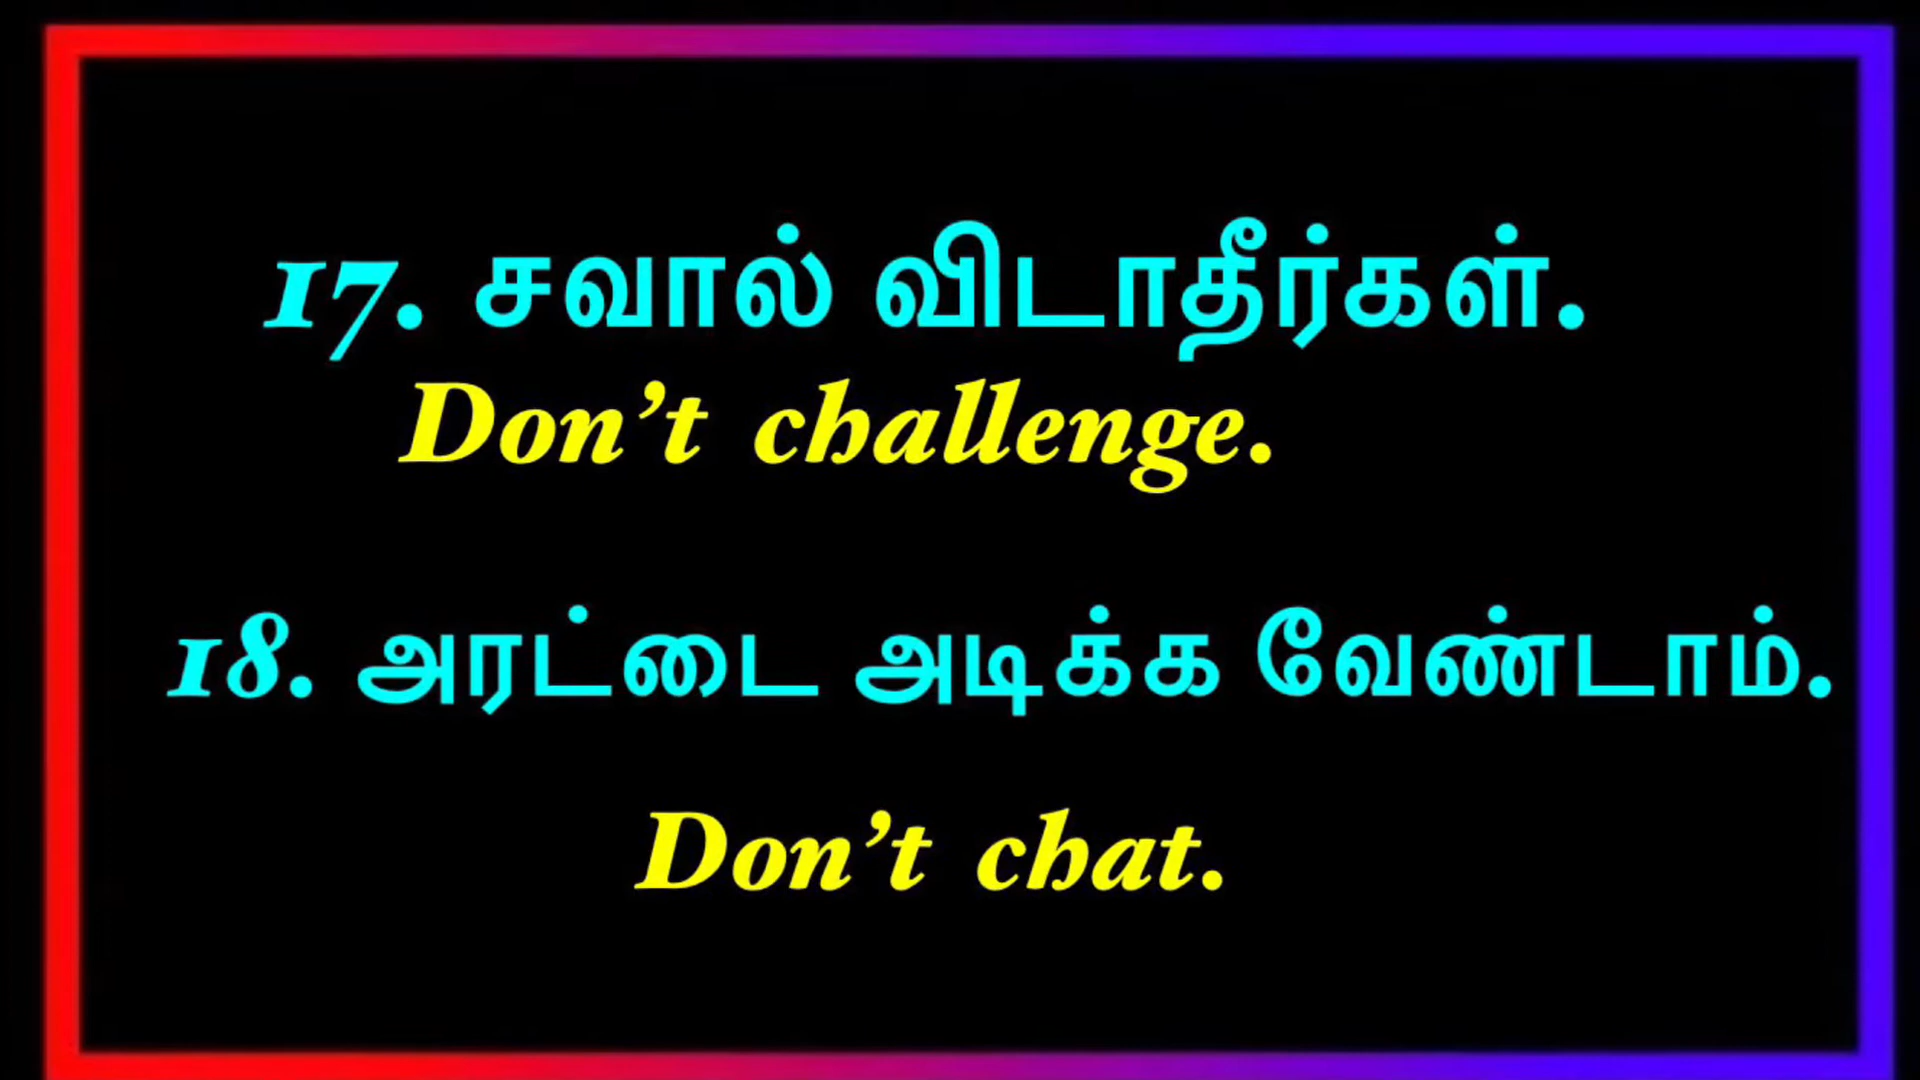 17. சவால் விடாதீர்கள்.
Don't challenge.
18. அரட்டை அடிக்க வேண்டாம்.
Don't chat.